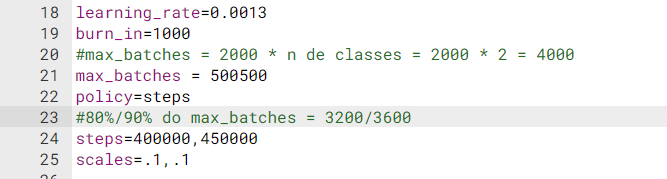 18 learning_rate=0.0013
19 burn_in=1000
20 #max_batches = 2000 * n de classes = 2000 * 2 = 4000
21 max_batches = 500500
22 policy=steps
23 #80%/90% do max_batches = 3200/3600
24 steps=400000,450000
25 scales=.1,.1